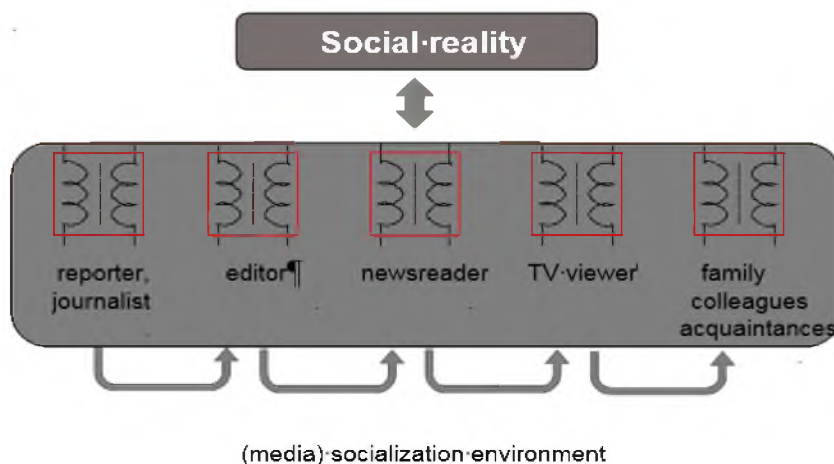 Social·reality
reporter,
journalist
editor¶
newsreader
TV·viewer
family
colleagues
acquaintances
(media)·socialization·environment